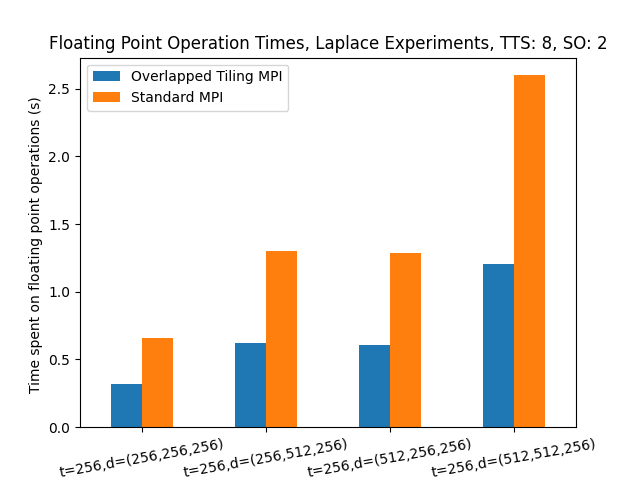 Floating Point Operation Times, Laplace Experiments, TTS: 8, SO: 2
Overlapped Tiling MPI
Standard MPI
Time spent on floating point operations (s)
2.5
2.0
1.5
1.0
0.5
0.0
t=256,d=(256,256,256)
t=256,d=(256,512,256)
t=256,d=(512,256,256)
t=256,d=(512,512,256)